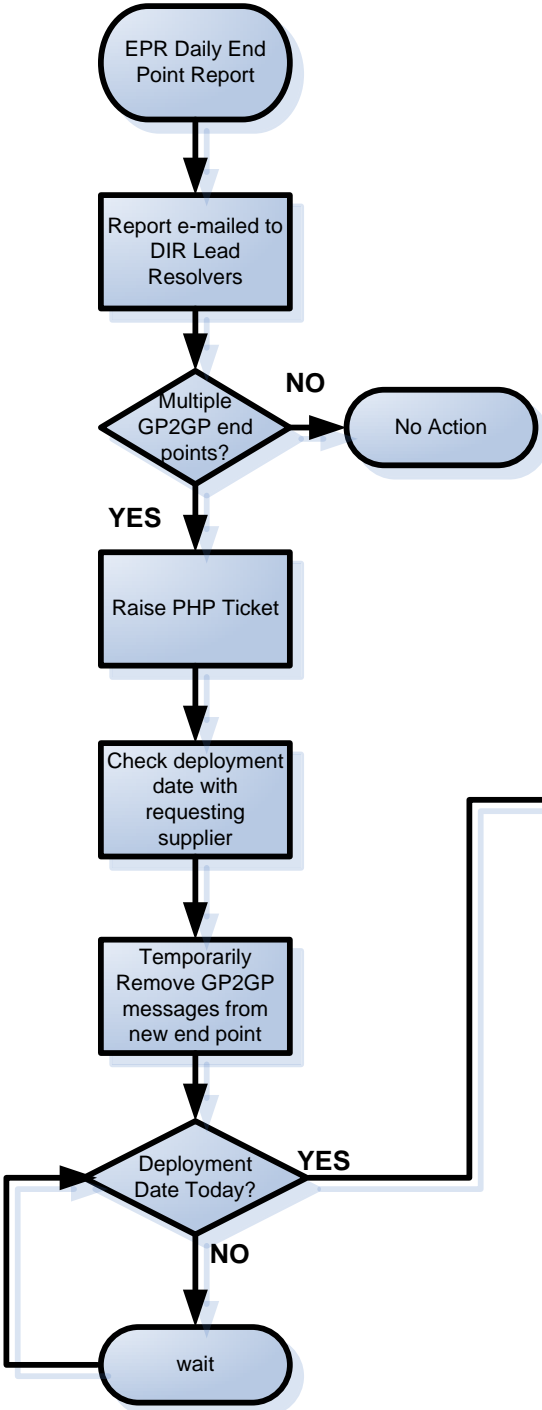 EPR Daily End
Point Report
Report e-mailed to
DIR Lead
Resolvers
Multiple
GP2GP end
points?
NO
No Action
YES
Raise PHP Ticket
Check deployment
date with
requesting
supplier
Temporarily
Remove GP2GP
messages from
new end point
Deployment
Date Today?
YES
NO
wait